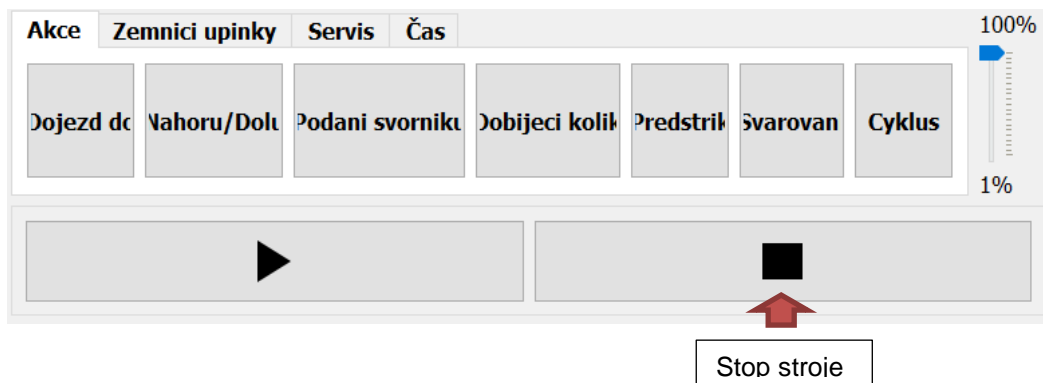 Akce Zemnici upinky Servis Čas
100%
Dojezd do Nahoru/Dolu Podani svorniku Dobijeci kolik Predstrik Svarovan Cyklus
1%
Stop stroje